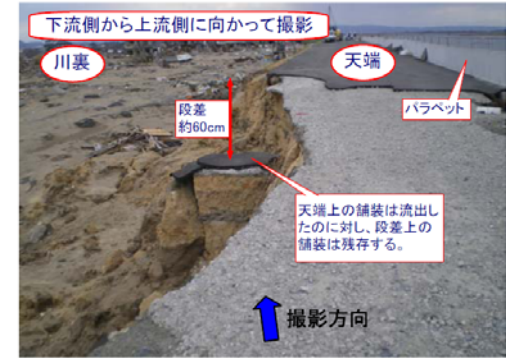 下流側から上流側に向かって撮影
川裏
天端
段差
約60cm
パラペット
天端上の舗装は流出し
たのに対し、段差上の
舗装は残存する。
撮影方向